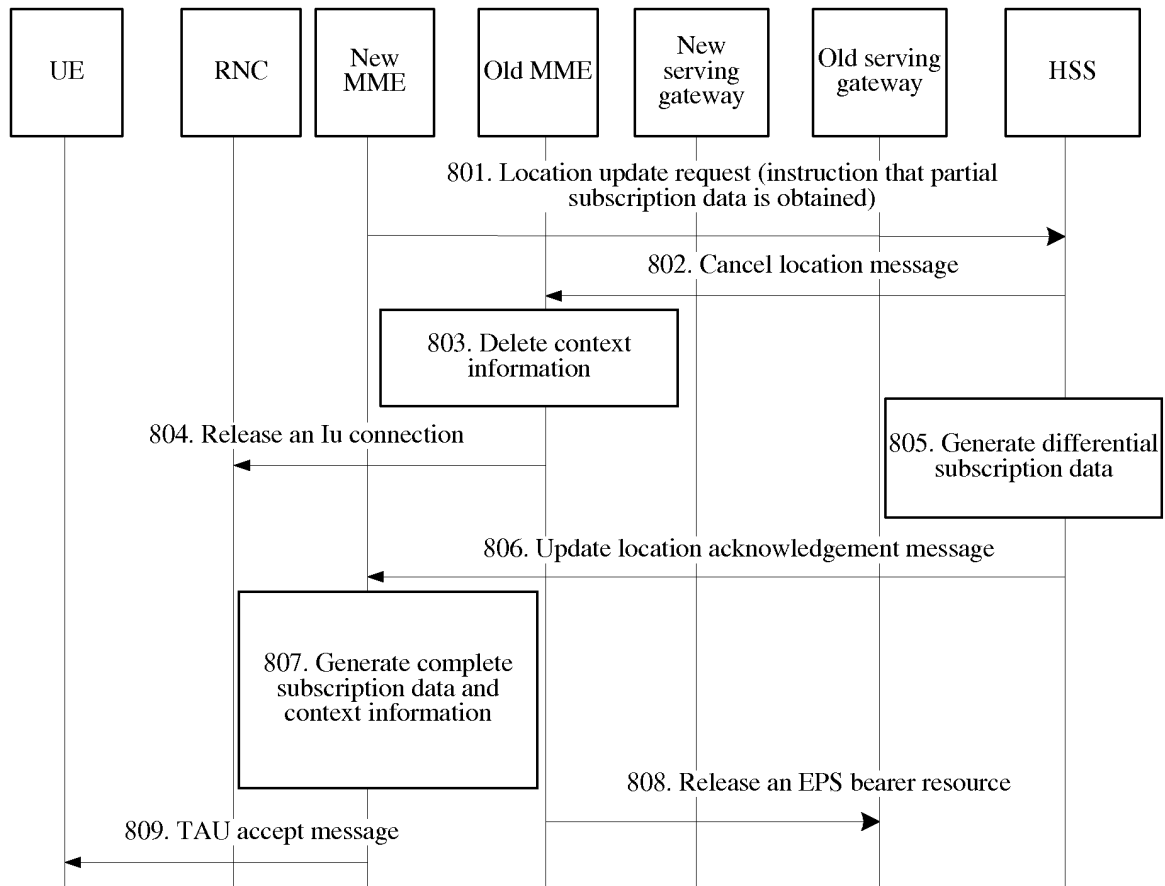 UE
RNC
New
MME
Old MME
New
serving
gateway
Old serving
gateway
HSS
801. Location update request (instruction that partial
subscription data is obtained)
802. Cancel location message
803. Delete context
information
804. Release an Iu connection
805. Generate differential
subscription data
806. Update location acknowledgement message
807. Generate complete
subscription data and
context information
808. Release an EPS bearer resource
809. TAU accept message